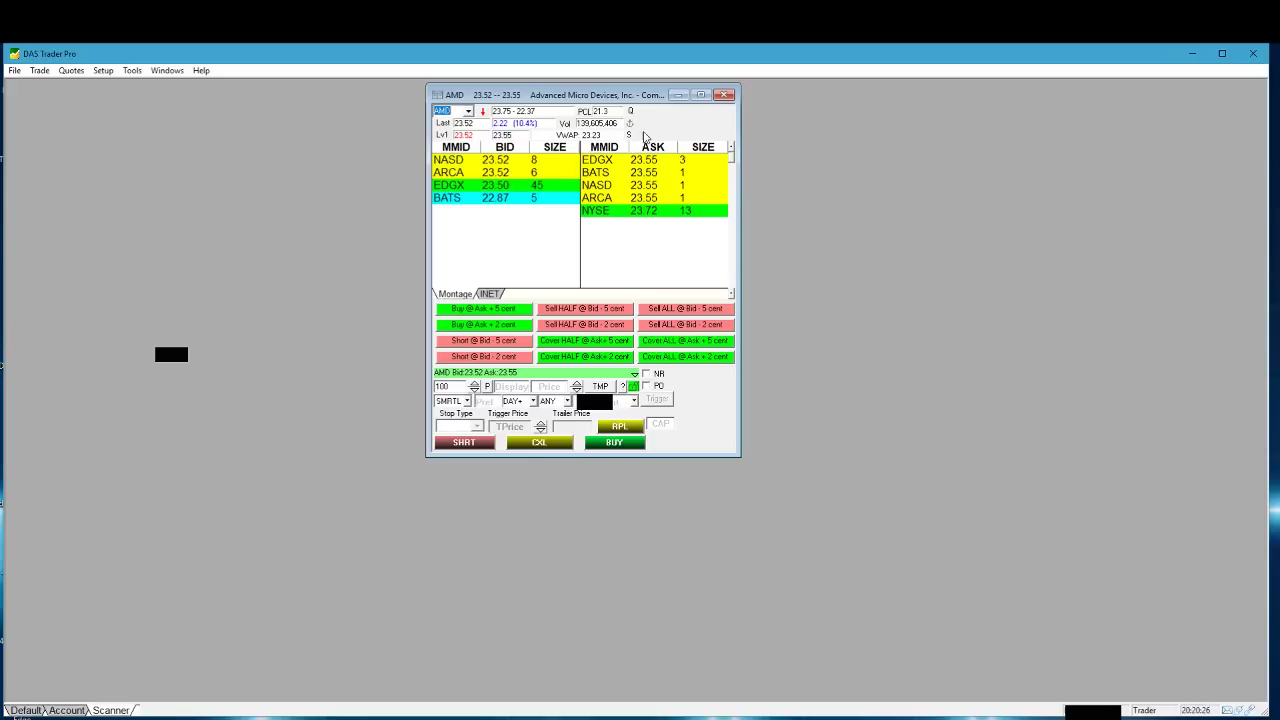 DAS Trader Pro
File Trade Quotes Setup Tools Windows Help
AMD 23.52 -- 23.55 Advanced Micro Devices, Inc. - Com...
AMD 23.75 - 22.37 PCL 21.3 Q
Last 23.52 2.22 (10.4%) Vol 139,605,406
Lv1 23.52 23.55 VWAP 23.23 S
MMID BID SIZE MMID ASK SIZE
NASD 23.52 8 EDGX 23.55 3
ARCA 23.52 6 BATS 23.55 1
EDGX 23.50 45 NASD 23.55 1
BATS 22.87 5 ARCA 23.55 1
NYSE 23.72 13
Montage INET
Buy @ Ask + 5 cent Sell HALF @ Bid - 5 cent Sell ALL @ Bid - 5 cent
Buy @ Ask + 2 cent Sell HALF @ Bid - 2 cent Sell ALL @ Bid - 2 cent
Short @ Bid - 5 cent Cover HALF @ Ask+ 5 cent Cover ALL @ Ask + 5 cent
Short @ Bid - 2 cent Cover HALF @ Ask+ 2 cent Cover ALL @ Ask + 2 cent
AMD Bid:23.52 Ask:23.55 NR
100 P Display Price TMP ? PO
SMRTL Pref DAY+ ANY Trigger
Stop Type Trigger Price Trailer Price
TPrice RPL CAP
SHRT CXL BUY
Default Account Scanner Trader 20:20:26